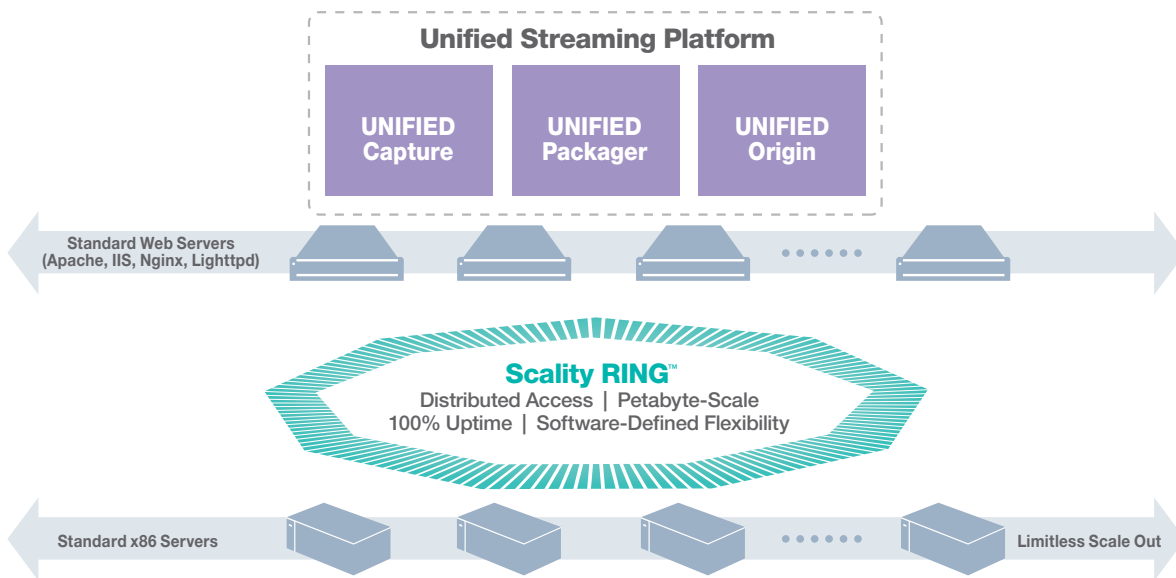 Unified Streaming Platform
UNIFIED
Capture
UNIFIED
Packager
UNIFIED
Origin
Standard Web Servers
(Apache, IIS, Nginx, Lighttpd)
Scality RING™
Distributed Access | Petabyte-Scale
100% Uptime | Software-Defined Flexibility
Standard x86 Servers
Limitless Scale Out